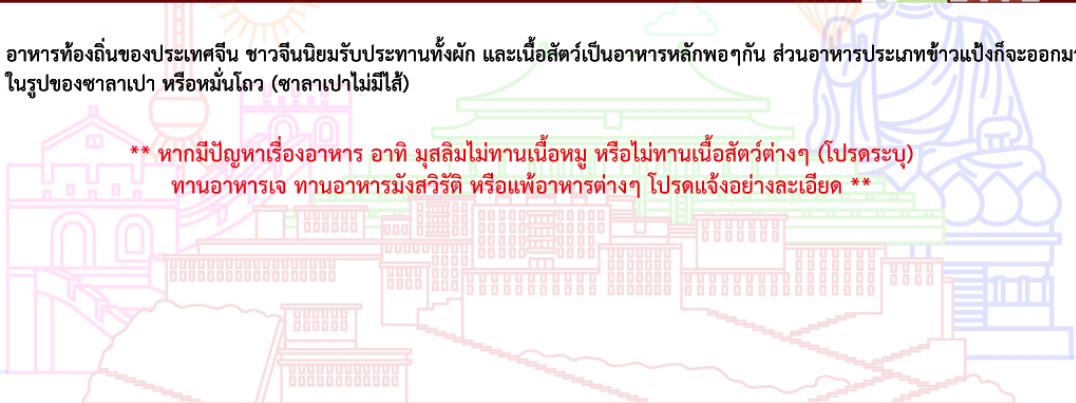 อาหารท้องถิ่นของประเทศจีน ชาวจีนนิยมรับประทานทั้งผัก และเนื้อสัตว์เป็นอาหารหลักพอๆกัน ส่วนอาหารประเภทข้าวแป้งก็จะออกมา
ในรูปของซาลาเปา หรือหมั่นโถว (ซาลาเปาไม่มีไส้)
** หากมีปัญหาเรื่องอาหาร อาทิ มุสลิมไม่ทานเนื้อหมู หรือไม่ทานเนื้อสัตว์ต่างๆ (โปรดระบุ)
ทานอาหารเจ ทานอาหารมังสวิรัติ หรือแพ้อาหารต่างๆ โปรดแจ้งอย่างละเอียด **